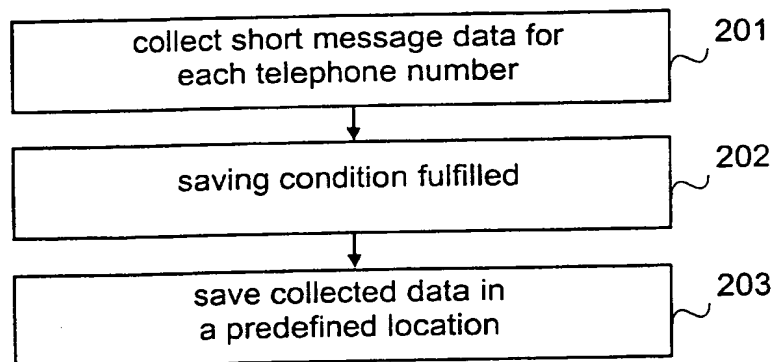 collect short message data for
each telephone number
201
saving condition fulfilled
202
save collected data in
a predefined location
203